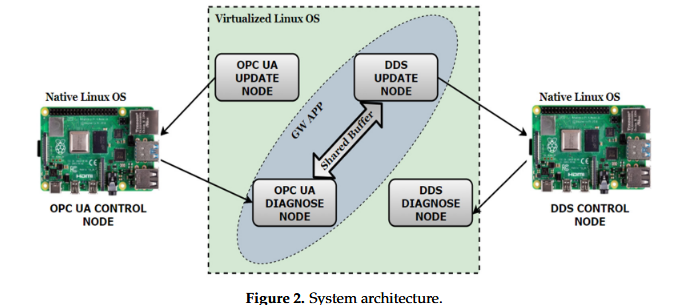 Virtualized Linux OS
OPC UA
UPDATE
NODE
DDS
UPDATE
NODE
Native Linux OS
Native Linux OS
GW APP
Shared Buffer
OPC UA CONTROL
NODE
OPC UA
DIAGNOSE
NODE
DDS
DIAGNOSE NODE
DDS CONTROL
NODE
Figure 2. System architecture.